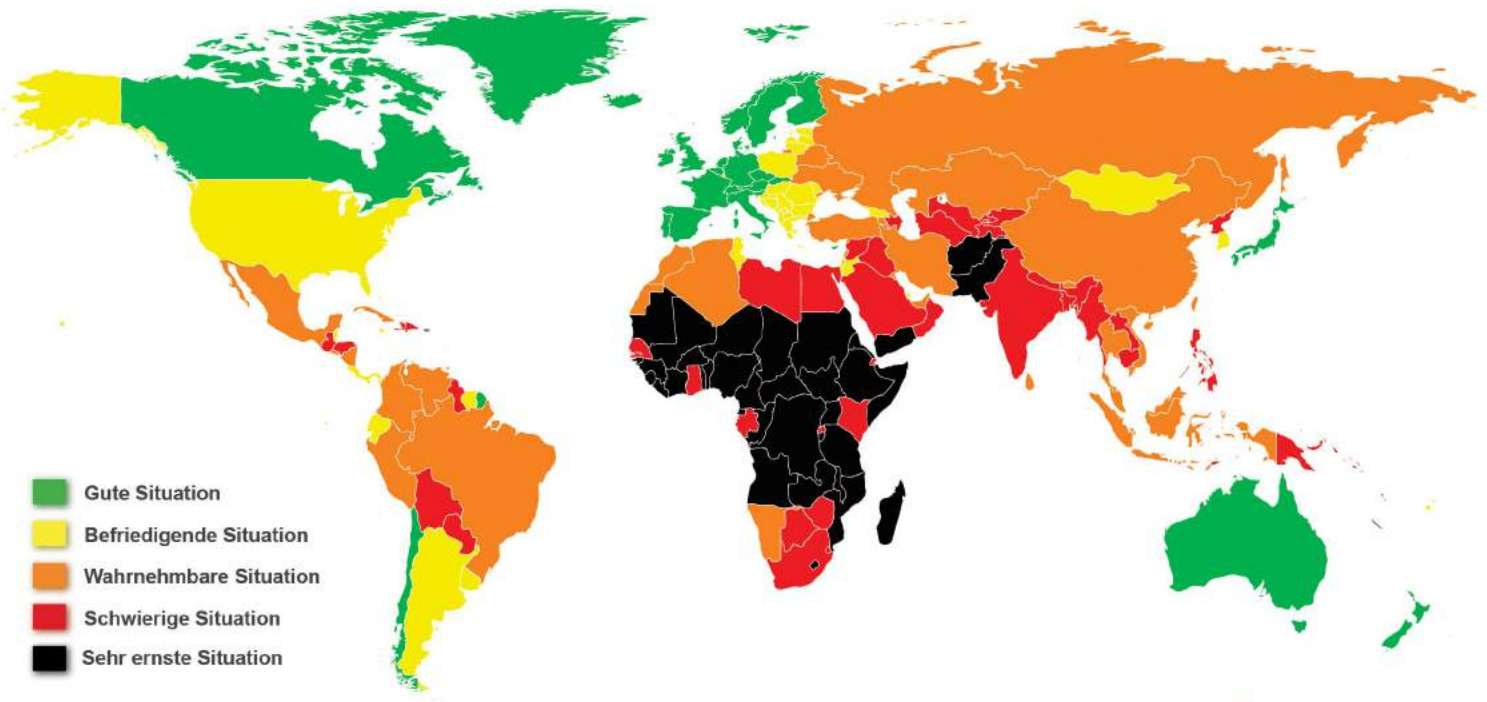 Gute Situation
Befriedigende Situation
Wahrnehmbare Situation
Schwierige Situation
Sehr ernste Situation